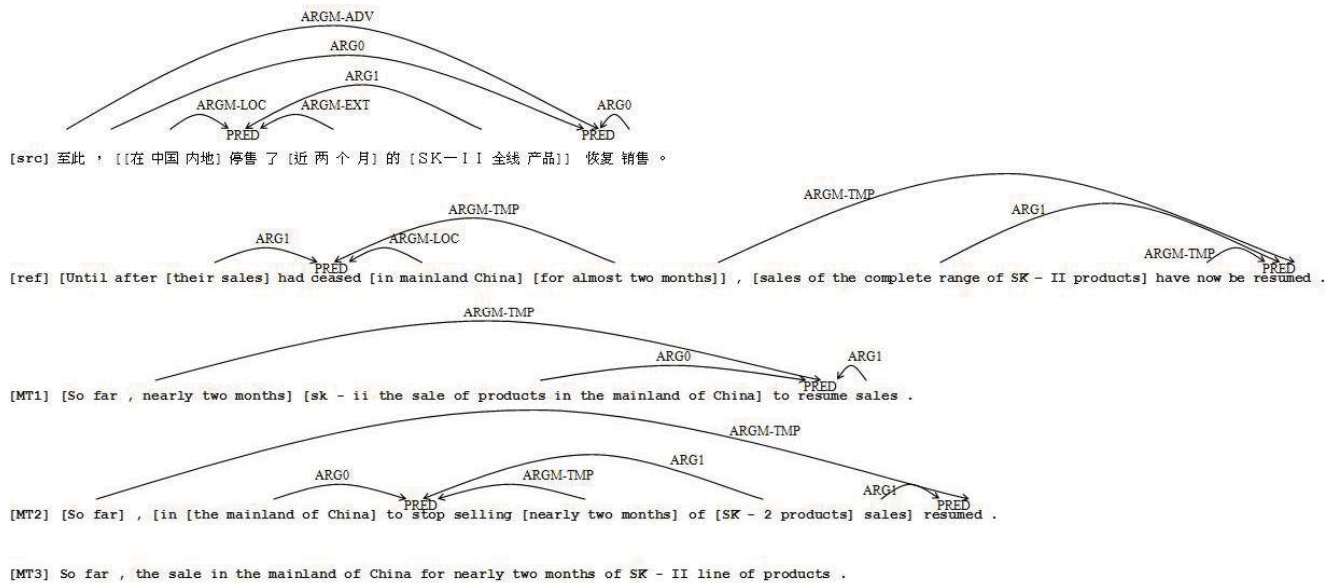 ARGM-ADV
ARG0
ARG1
ARGM-LOC ARGM-EXT ARG0
PRED PRED
[src] 至此 , [[在 中国 内地] 停售 了 [近 两 个 月] 的 [SK一II 全线 产品]] 恢复 销售 。
ARGM-TMP
ARGM-TMP ARG1
ARG1 ARGM-LOC ARGM-TMP
PRED PRED
[ref] [Until after [their sales] had ceased [in mainland China] [for almost two months]] , [sales of the complete range of SK - II products] have now be resumed .
ARGM-TMP
ARG0 ARG1
PRED
[MT1] [So far , nearly two months] [sk - ii the sale of products in the mainland of China] to resume sales .
ARGM-TMP
ARG1
ARG0 ARGM-TMP ARG1
PRED PRED
[MT2] [So far] , [in [the mainland of China] to stop selling [nearly two months] of [SK - 2 products] sales] resumed .
[MT3] So far , the sale in the mainland of China for nearly two months of SK - II line of products .